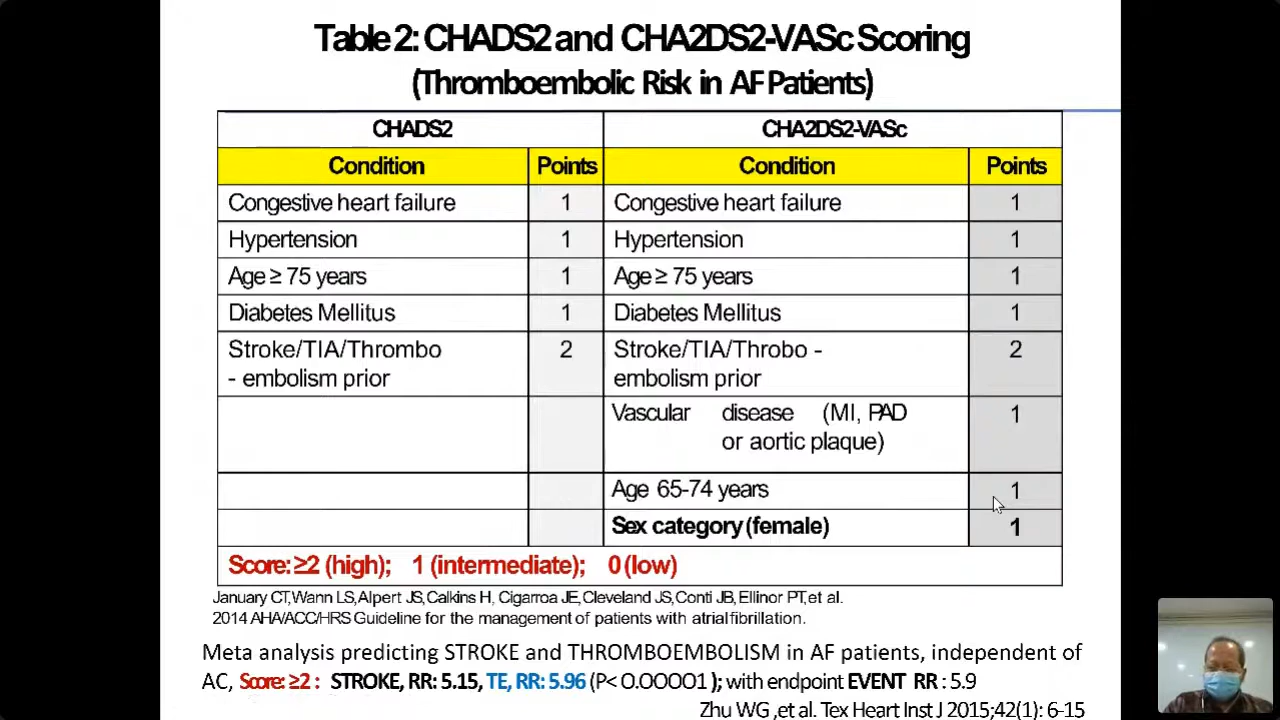 Table 2: CHADS2 and CHA2DS2-VASc Scoring
(Thromboembolic Risk in AF Patients)
CHADS2 CHA2DS2-VASc
Condition Points Condition Points
Congestive heart failure 1 Congestive heart failure 1
Hypertension 1 Hypertension 1
Age ≥ 75 years 1 Age ≥ 75 years 1
Diabetes Mellitus 1 Diabetes Mellitus 1
Stroke/TIA/Thrombo 2 Stroke/TIA/Throbo - 2
- embolism prior embolism prior
Vascular disease (MI, PAD 1
or aortic plaque)
Age 65-74 years 1
Sex category (female) 1
Score: ≥2 (high); 1 (intermediate); 0 (low)
January CT, Wann LS, Alpert JS, Calkins H, Cigarroa JE, Cleveland JS, Conti JB, Ellinor PT, et al.
2014 AHA/ACC/HRS Guideline for the management of patients with atrial fibrillation.
Meta analysis predicting STROKE and THROMBOEMBOLISM in AF patients, independent of
AC, Score: ≥2 : STROKE, RR: 5.15, TE, RR: 5.96 (P< 0.00001 ); with endpoint EVENT RR : 5.9
Zhu WG ,et al. Tex Heart Inst J 2015;42(1): 6-15